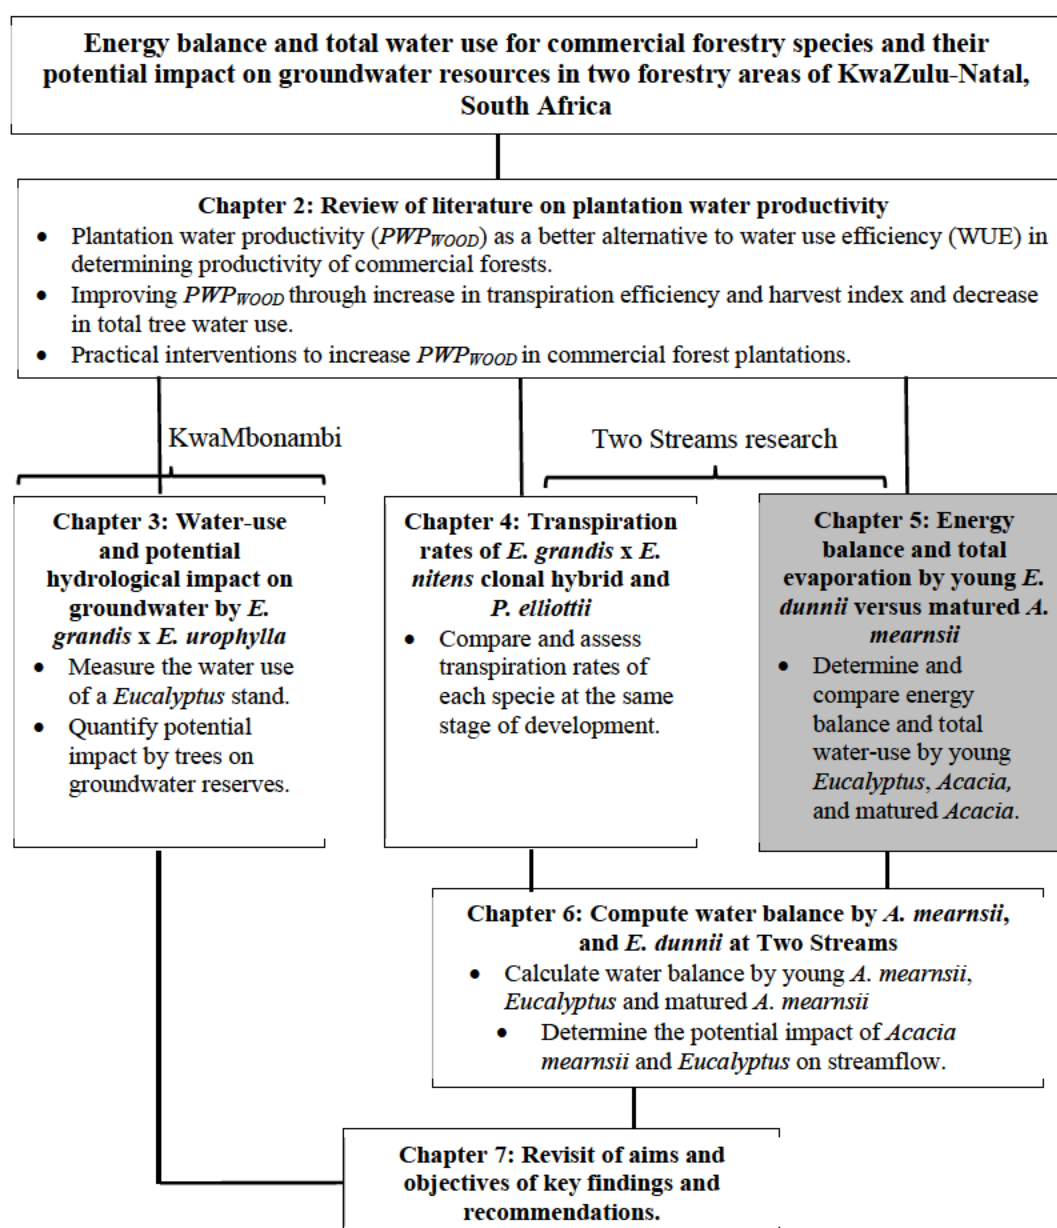 Energy balance and total water use for commercial forestry species and their
potential impact on groundwater resources in two forestry areas of KwaZulu-Natal,
South Africa
Chapter 2: Review of literature on plantation water productivity
• Plantation water productivity (PWPWOOD) as a better alternative to water use efficiency (WUE) in
determining productivity of commercial forests.
• Improving PWPWOOD through increase in transpiration efficiency and harvest index and decrease
in total tree water use.
• Practical interventions to increase PWPWOOD in commercial forest plantations.
KwaMbonambi
Two Streams research
Chapter 3: Water-use
and potential
hydrological impact on
groundwater by E.
grandis x E. urophylla
• Measure the water use
of a Eucalyptus stand.
• Quantify potential
impact by trees on
groundwater reserves.
Chapter 4: Transpiration
rates of E. grandis x E.
nitens clonal hybrid and
P. elliottii
• Compare and assess
transpiration rates of
each specie at the same
stage of development.
Chapter 5: Energy
balance and total
evaporation by young E.
dunnii versus matured A.
mearnsii
• Determine and
compare energy
balance and total
water-use by young
Eucalyptus, Acacia,
and matured Acacia.
Chapter 6: Compute water balance by A. mearnsii,
and E. dunnii at Two Streams
• Calculate water balance by young A. mearnsii,
Eucalyptus and matured A. mearnsii
• Determine the potential impact of Acacia
mearnsii and Eucalyptus on streamflow.
Chapter 7: Revisit of aims and
objectives of key findings and
recommendations.